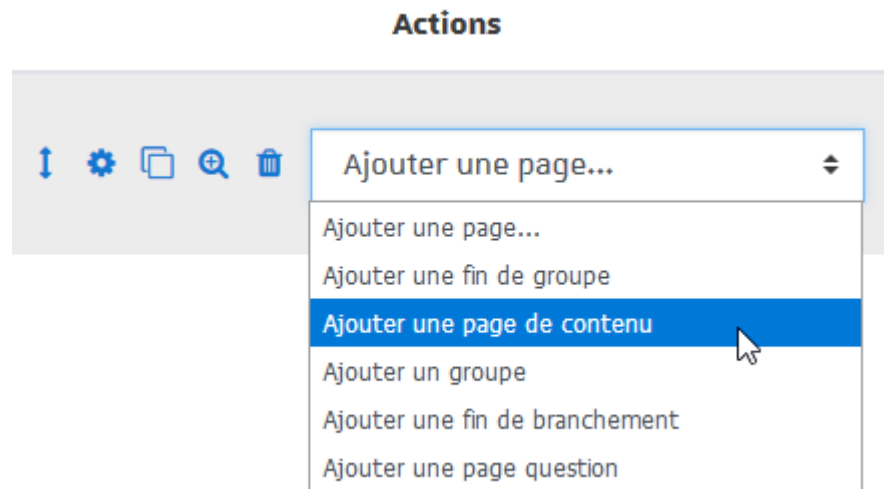 Actions
Ajouter une page...
Ajouter une page...
Ajouter une fin de groupe
Ajouter une page de contenu
Ajouter un groupe
Ajouter une fin de branchement
Ajouter une page question